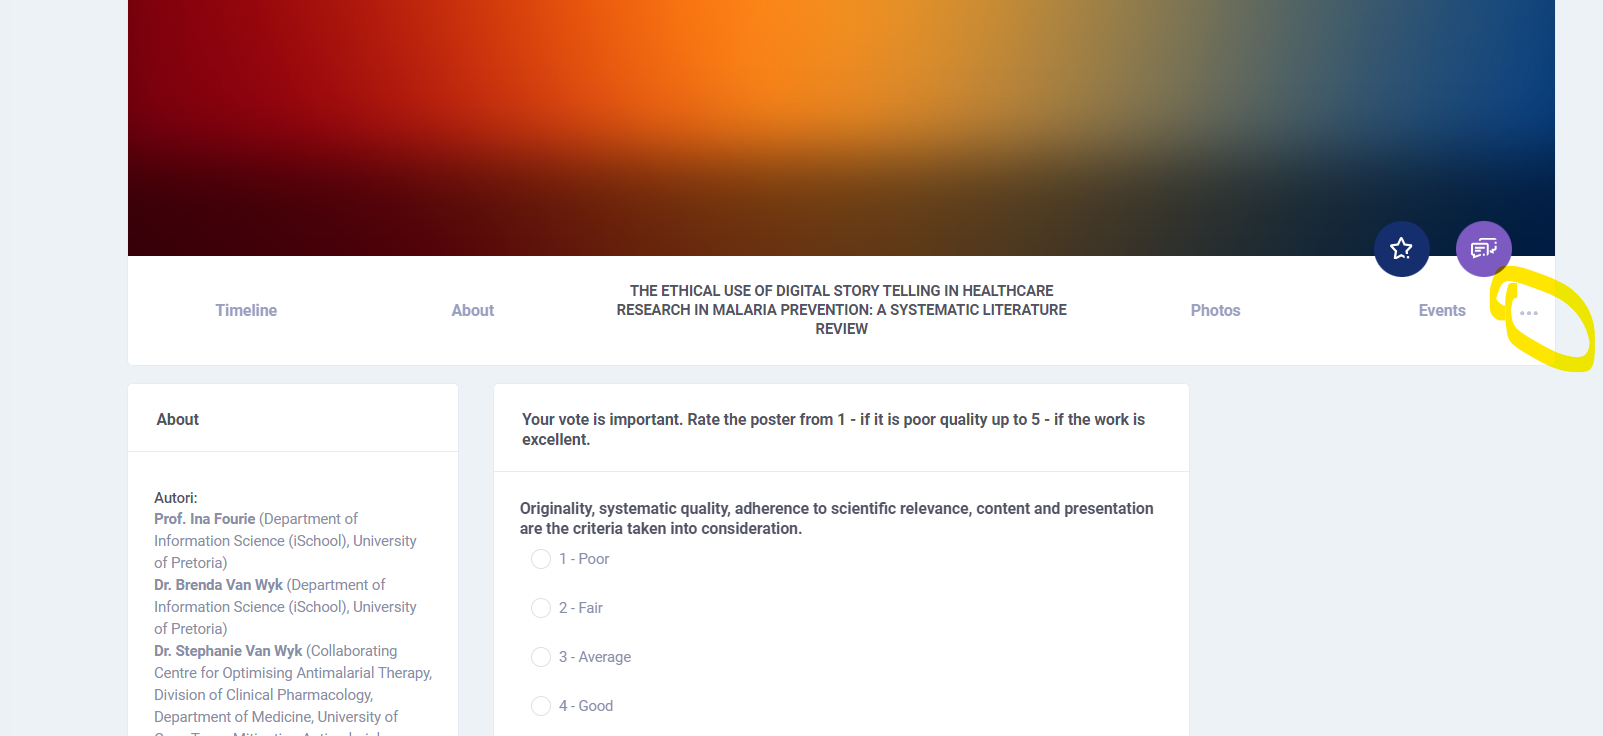 Timeline
About
THE ETHICAL USE OF DIGITAL STORY TELLING IN HEALTHCARE
RESEARCH IN MALARIA PREVENTION: A SYSTEMATIC LITERATURE
REVIEW
Photos
Events
About
Autori:
Prof. Ina Fourie (Department of
Information Science (iSchool), University
of Pretoria)
Dr. Brenda Van Wyk (Department of
Information Science (iSchool), University
of Pretoria)
Dr. Stephanie Van Wyk (Collaborating
Centre for Optimising Antimalarial Therapy,
Division of Clinical Pharmacology,
Department of Medicine, University of
Your vote is important. Rate the poster from 1 - if it is poor quality up to 5 - if the work is
excellent.
Originality, systematic quality, adherence to scientific relevance, content and presentation
are the criteria taken into consideration.
1 - Poor
2 - Fair
3 - Average
4 - Good